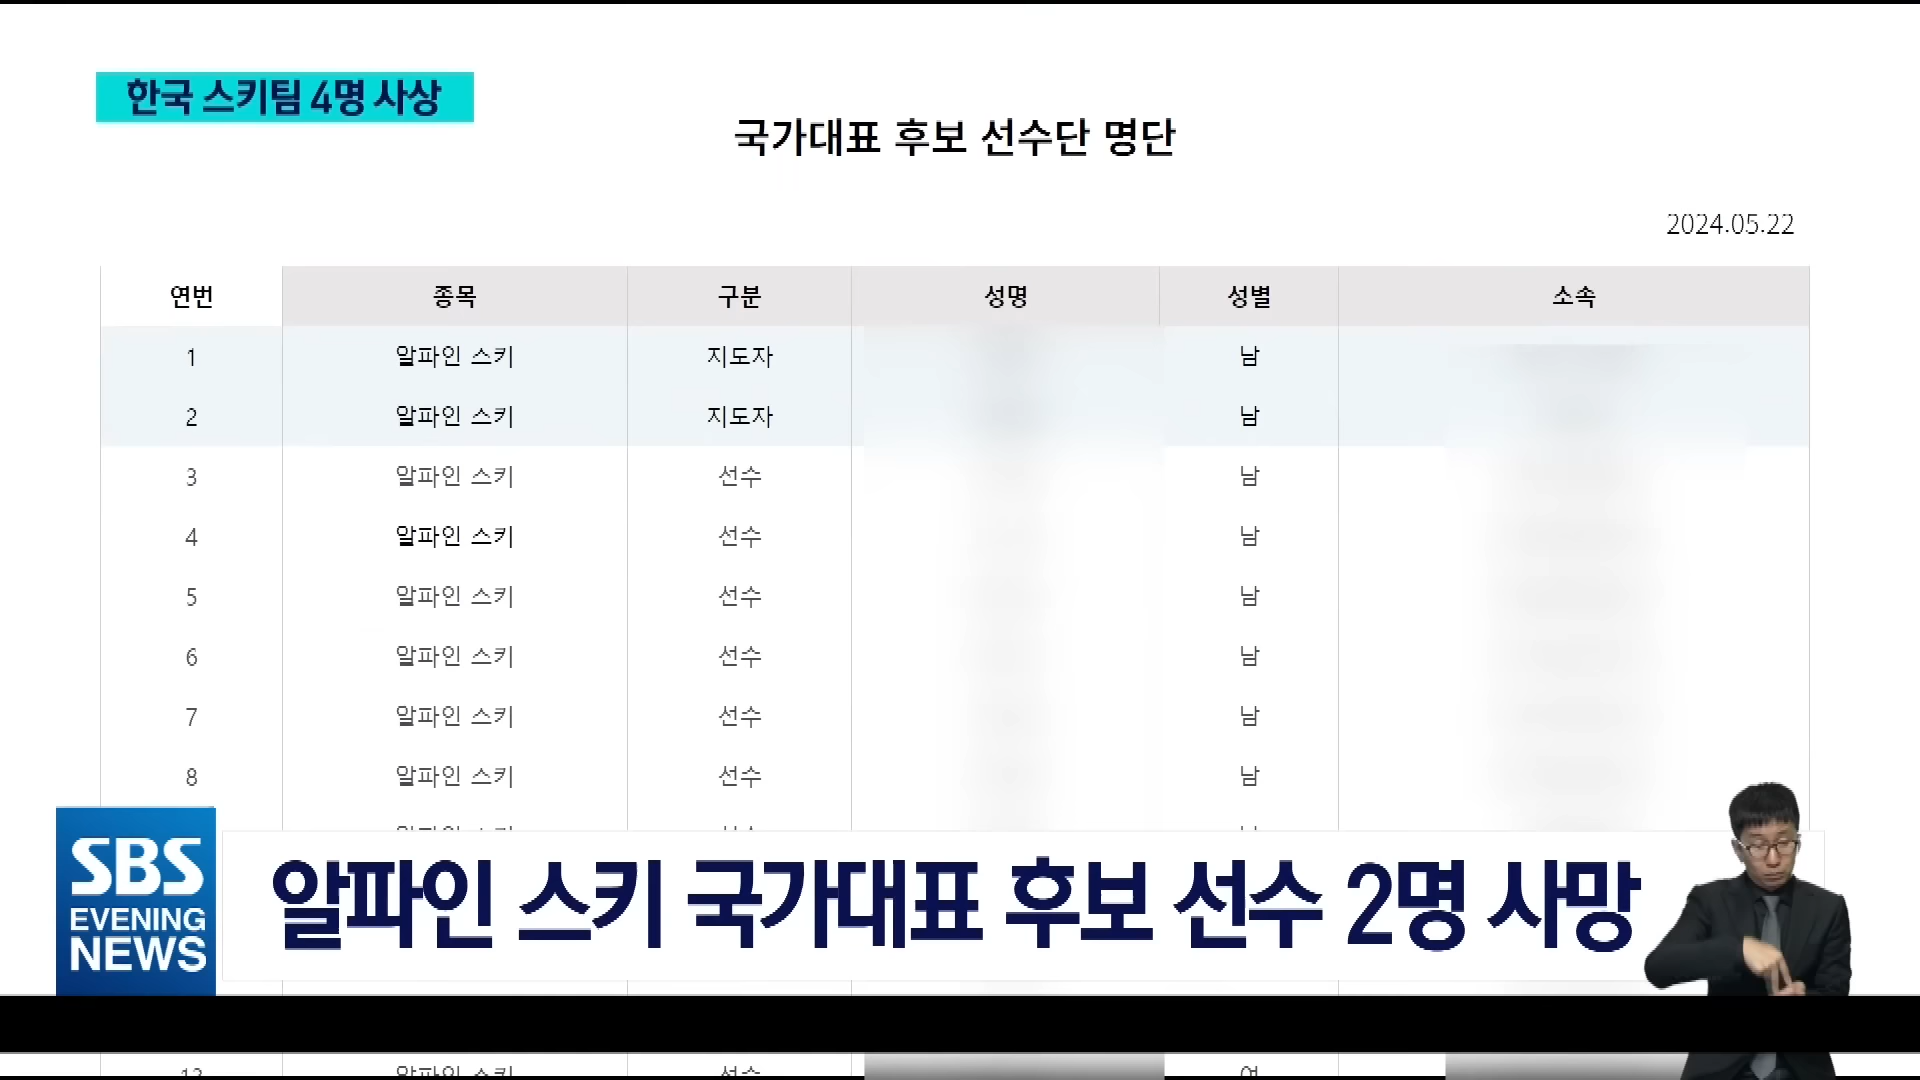 한국 스키팀 4명 사상
국가대표 후보 선수단 명단
2024.05.22
연번 종목 구분 성명 성별 소속
1 알파인 스키 지도자 남
2 알파인 스키 지도자 남
3 알파인 스키 선수 남
4 알파인 스키 선수 남
5 알파인 스키 선수 남
6 알파인 스키 선수 남
7 알파인 스키 선수 남
8 알파인 스키 선수 남
SBS
EVENING
NEWS
알파인 스키 국가대표 후보 선수 2명 사망